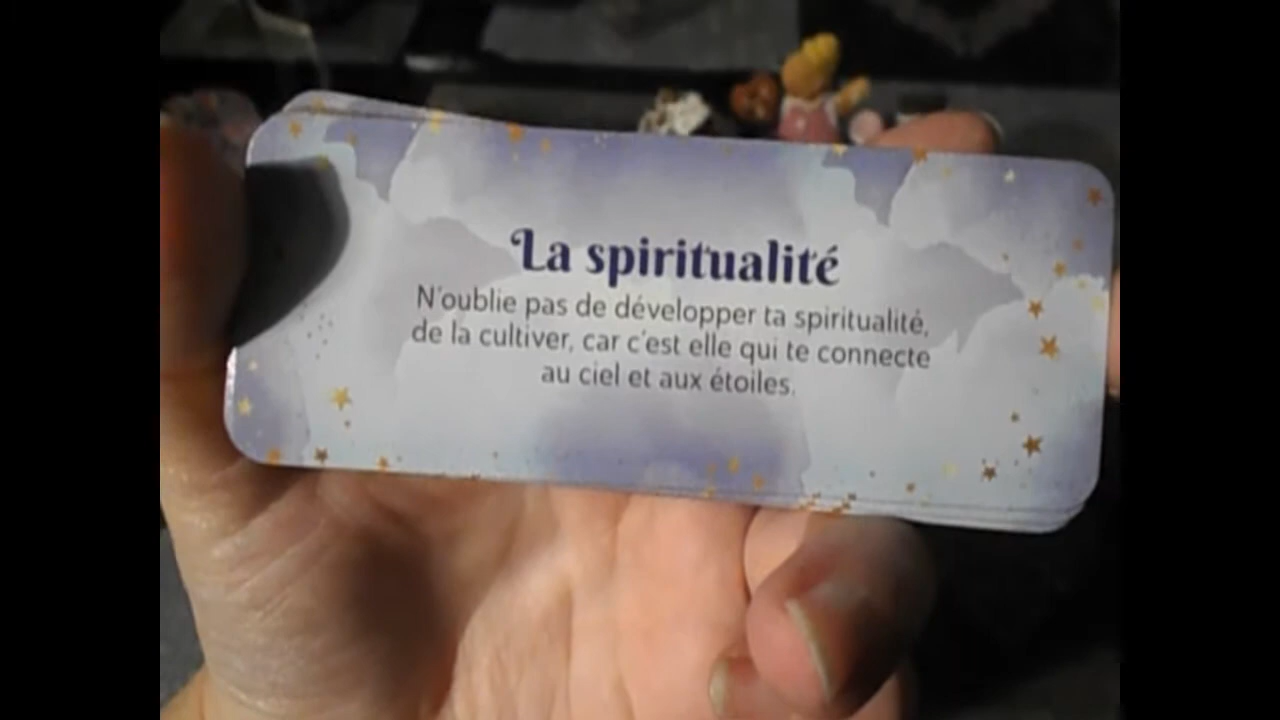 La spiritualité
N'oublie pas de développer ta spiritualité,
de la cultiver, car c'est elle qui te connecte
au ciel et aux étoiles.